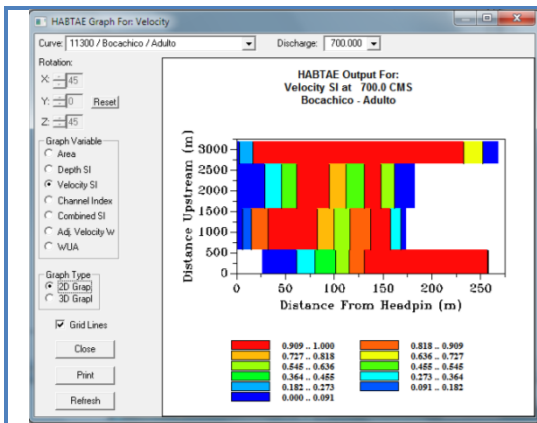 HABTAE Graph For: Velocity
Curve: 11300 / Bocachico / Adulto Discharge: 700.000
Rotation:
X: 45
Y: 0 Reset
Z: 45
Graph Variable
Area
Depth SI
Velocity SI
Channel Index
Combined SI
Adj. Velocity W
WUA
Graph Type
2D Grap
3D Grapl
Grid Lines
Close
Print
Refresh
HABTAE Output For:
Velocity SI at 700.0 CMS
Bocachico - Adulto
Distance Upstream (m)
3000
2500
2000
1500
1000
500
0
0 50 100 150 200 250
Distance From Headpin (m)
0.909 .. 1.000 0.818 .. 0.909
0.727 .. 0.818 0.636 .. 0.727
0.545 .. 0.636 0.455 .. 0.545
0.364 .. 0.455 0.273 .. 0.364
0.182 .. 0.273 0.091 .. 0.182
0.000 .. 0.091